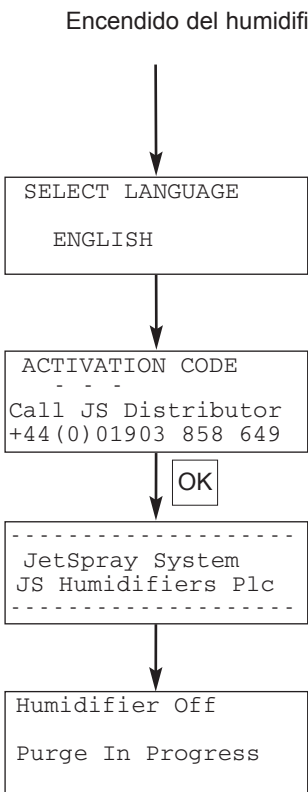 Encendido del
SELECT LANGUAGE
ENGLISH
ACTIVATION CODE
- - -
Call JS Distributor
+44(0)01903 858 649
OK
--------------------
JetSpray System
JS Humidifiers Plc
--------------------
Humidifier Off
Purge In Progress